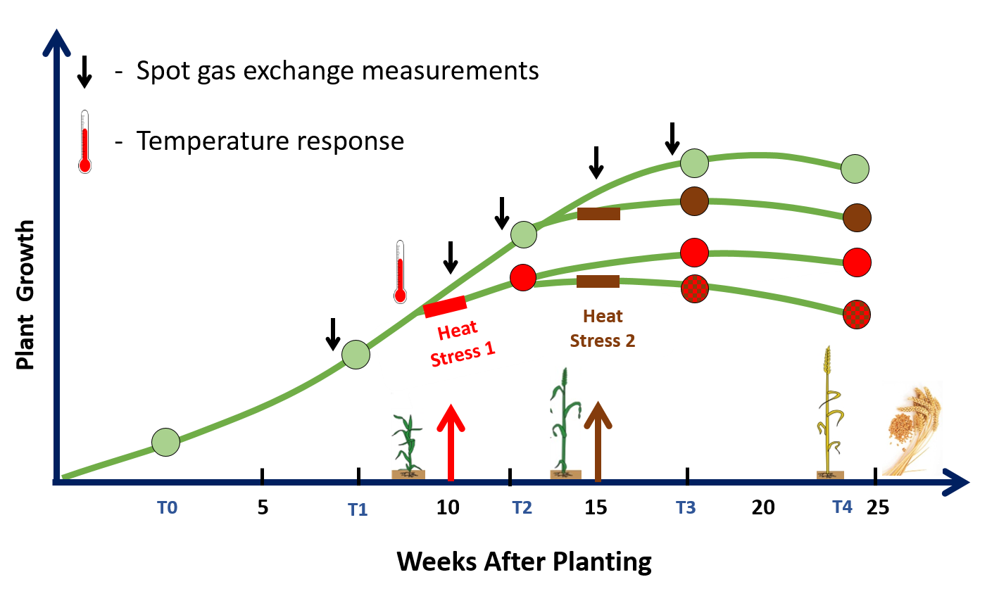 - Spot gas exchange measurements
- Temperature response
Plant Growth
Heat
Stress 1
Heat
Stress 2
T0 5 T1 10 T2 15 T3 20 T4 25
Weeks After Planting